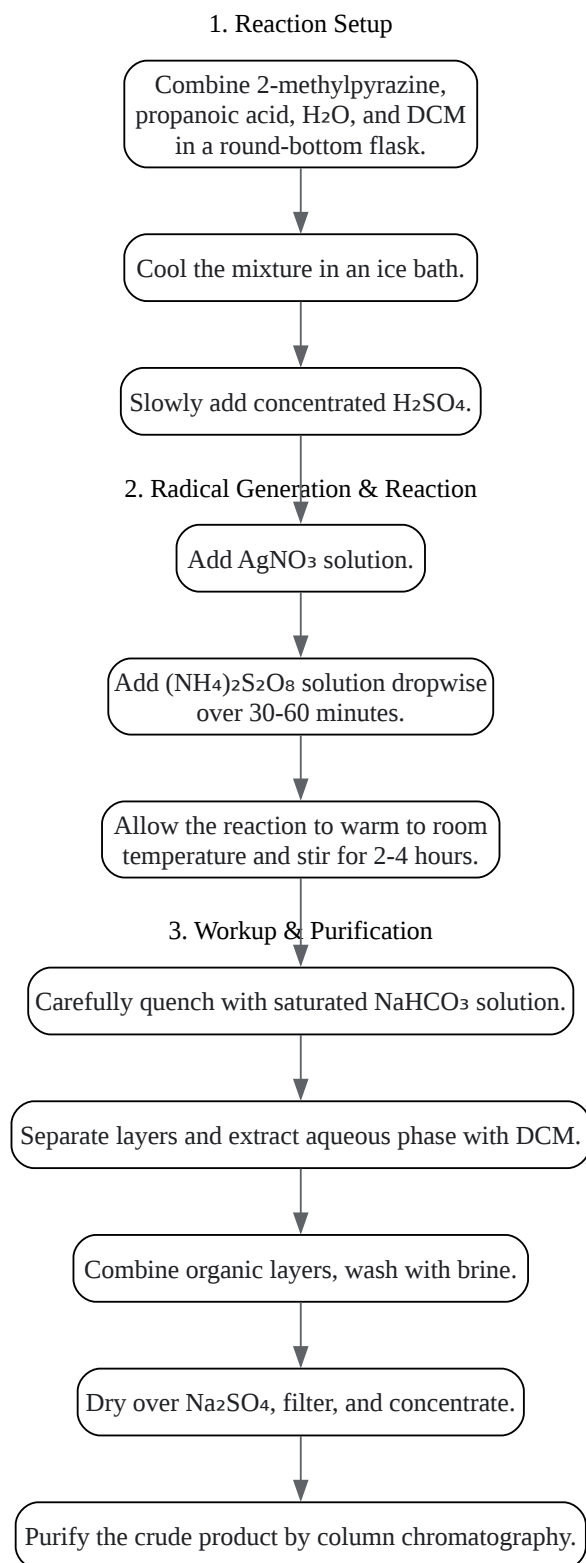 1. Reaction Setup
Combine 2-methylpyrazine,
propanoic acid, H₂O, and DCM
in a round-bottom flask.
Cool the mixture in an ice bath.
Slowly add concentrated H₂SO₄.
2. Radical Generation & Reaction
Add AgNO₃ solution.
Add (NH₄)₂S₂O₈ solution dropwise
over 30-60 minutes.
Allow the reaction to warm to room
temperature and stir for 2-4 hours.
3. Workup & Purification
Carefully quench with saturated NaHCO₃ solution.
Separate layers and extract aqueous phase with DCM.
Combine organic layers, wash with brine.
Dry over Na₂SO₄, filter, and concentrate.
Purify the crude product by column chromatography.